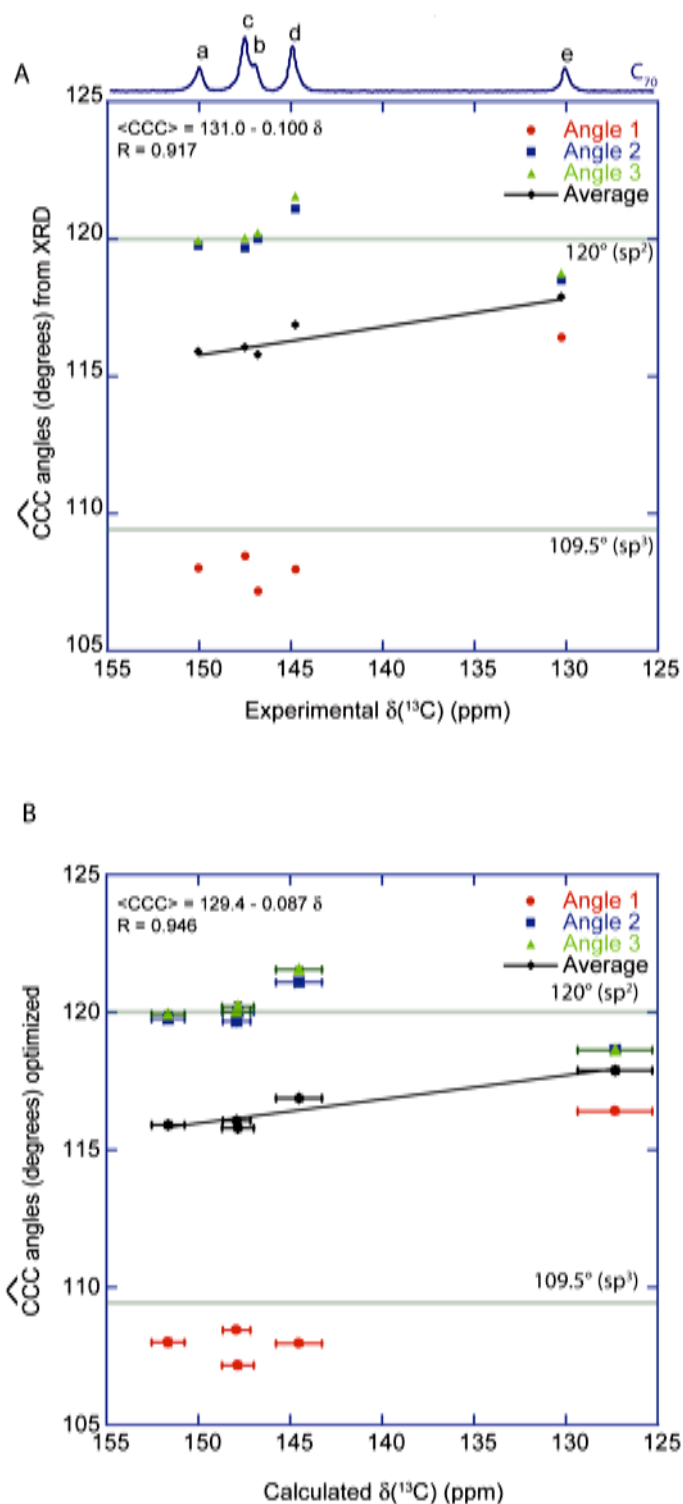 c
a
b
d
e
A
C₇₀
125
<CCC> = 131.0 - 0.100 δ
R = 0.917
Angle 1
Angle 2
Angle 3
Average
120
120° (sp²)
115
110
109.5° (sp³)
105
155 150 145 140 135 130 125
CCC angles (degrees) from XRD
Experimental δ(¹³C) (ppm)
B
125
<CCC> = 129.4 - 0.087 δ
R = 0.946
Angle 1
Angle 2
Angle 3
Average
120° (sp²)
120
115
110
109.5° (sp³)
105
155 150 145 140 135 130 125
CCC angles (degrees) optimized
Calculated δ(¹³C) (ppm)